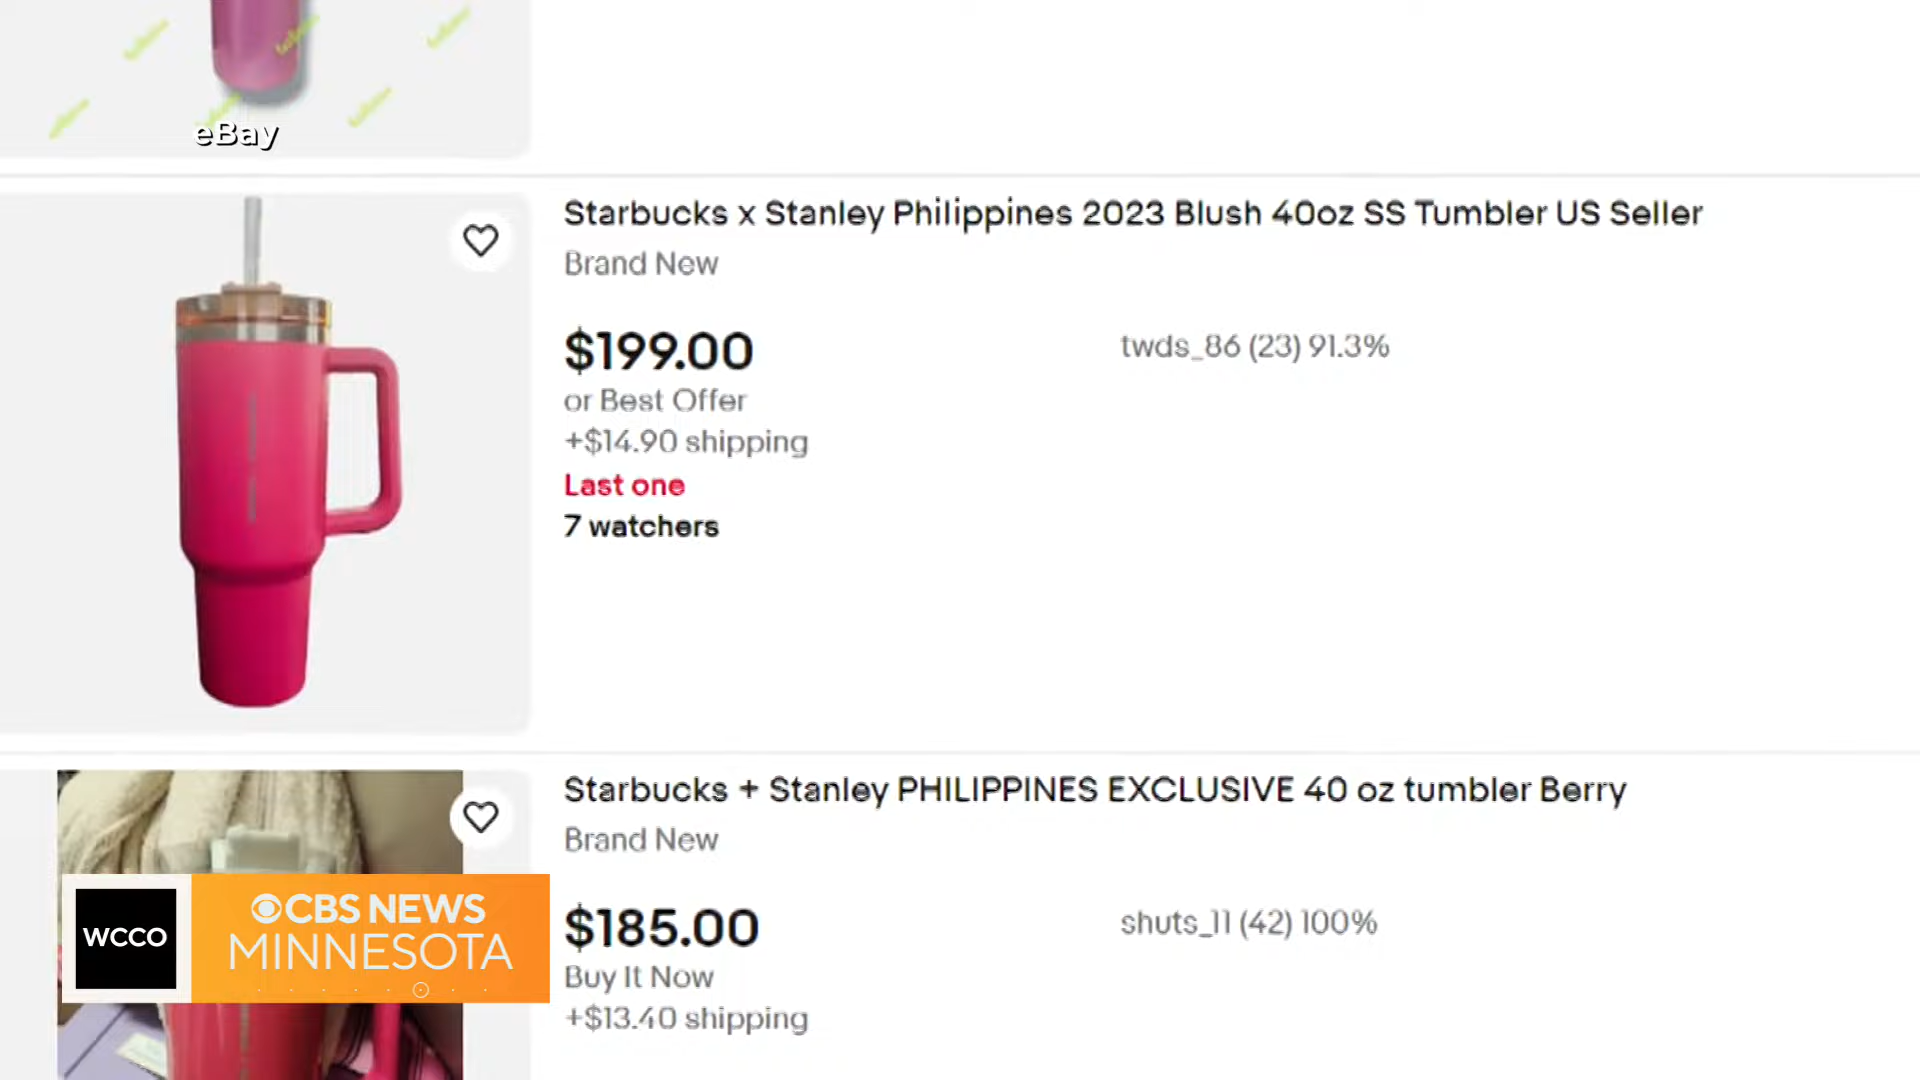 eBay
Starbucks x Stanley Philippines 2023 Blush 40oz SS Tumbler US Seller
Brand New
$199.00
twds_86 (23) 91.3%
or Best Offer
+$14.90 shipping
Last one
7 watchers
Starbucks + Stanley PHILIPPINES EXCLUSIVE 40 oz tumbler Berry
Brand New
$185.00
shuts_11 (42) 100%
Buy It Now
+$13.40 shipping
WCCO
CBS NEWS
MINNESOTA